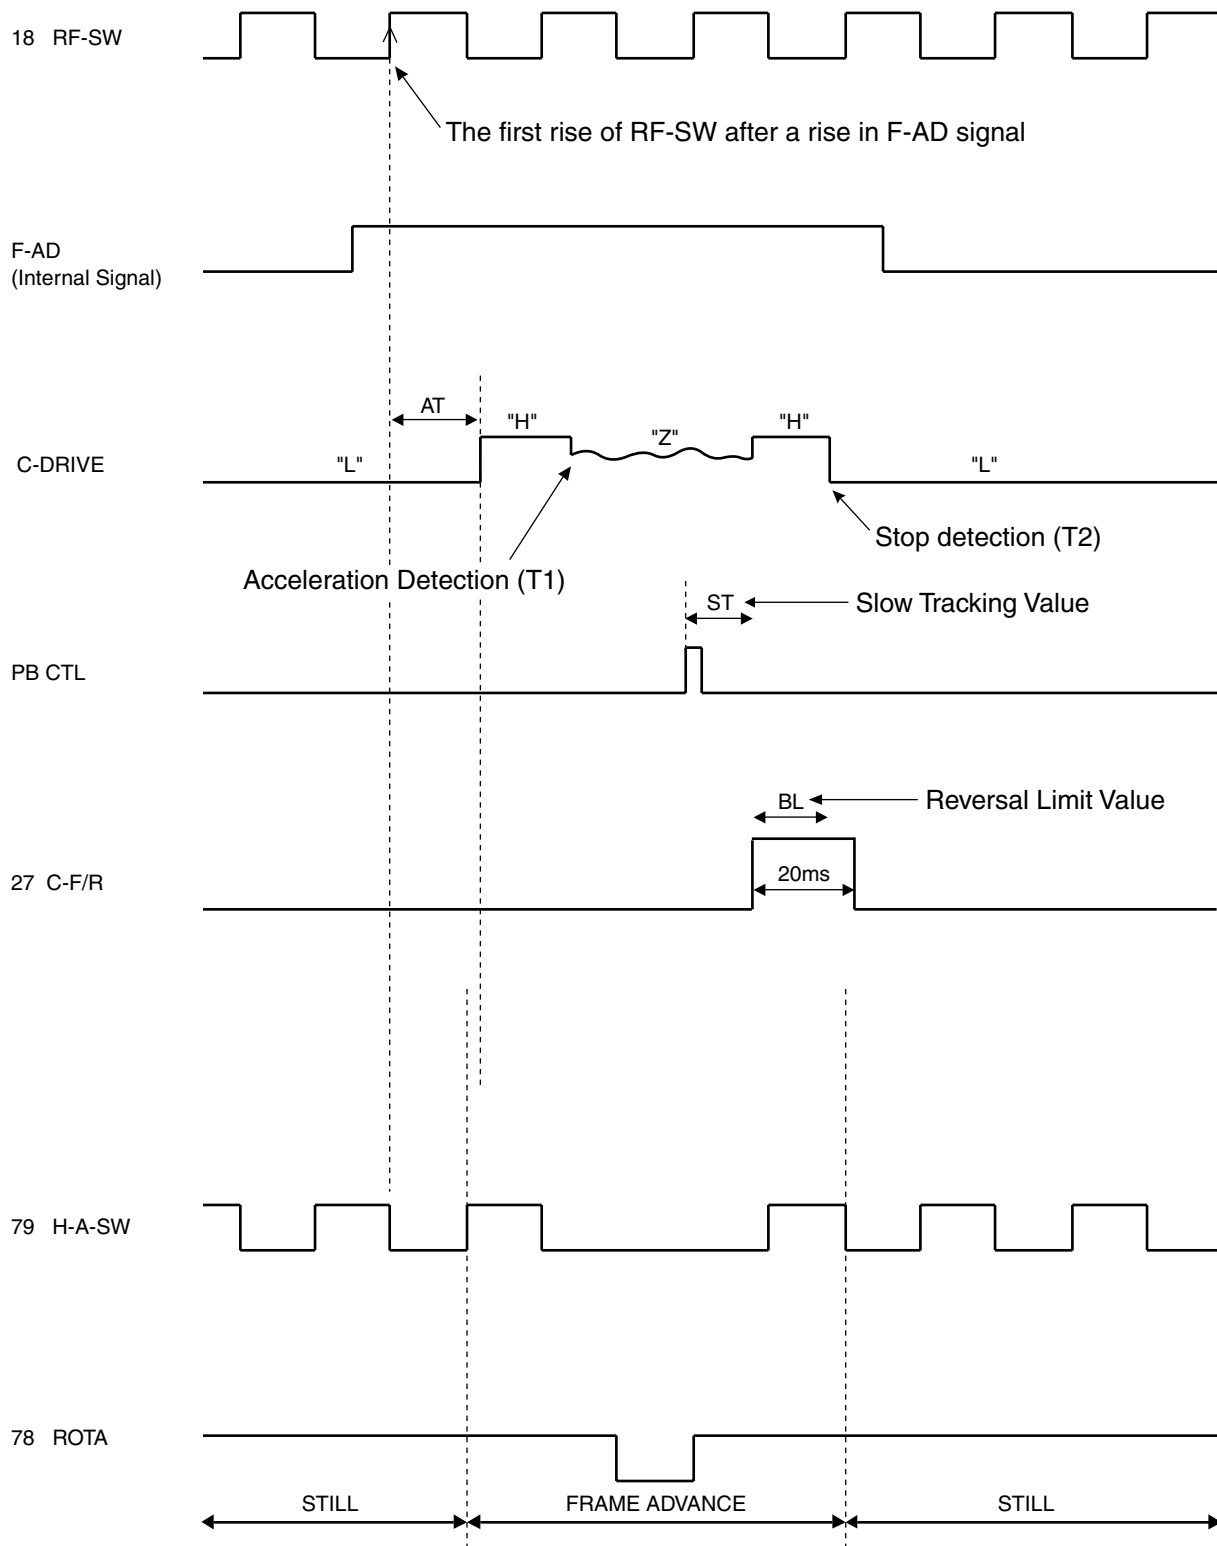 18 RF-SW
The first rise of RF-SW after a rise in F-AD signal
F-AD
(Internal Signal)
AT
"H"
"Z"
"H"
C-DRIVE
"L"
"L"
Stop detection (T2)
Acceleration Detection (T1)
ST
Slow Tracking Value
PB CTL
BL
Reversal Limit Value
27 C-F/R
20ms
79 H-A-SW
78 ROTA
STILL
FRAME ADVANCE
STILL